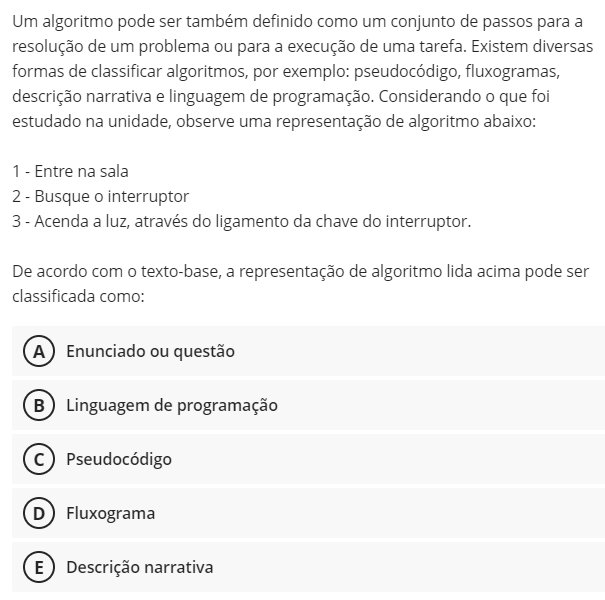 Um algoritmo pode ser também definido como um conjunto de passos para a
resolução de um problema ou para a execução de uma tarefa. Existem diversas
formas de classificar algoritmos, por exemplo: pseudocódigo, fluxogramas,
descrição narrativa e linguagem de programação. Considerando o que foi
estudado na unidade, observe uma representação de algoritmo abaixo:
1 - Entre na sala
2 - Busque o interruptor
3 - Acenda a luz, através do ligamento da chave do interruptor.
De acordo com o texto-base, a representação de algoritmo lida acima pode ser
classificada como:
A Enunciado ou questão
B Linguagem de programação
C Pseudocódigo
D Fluxograma
E Descrição narrativa